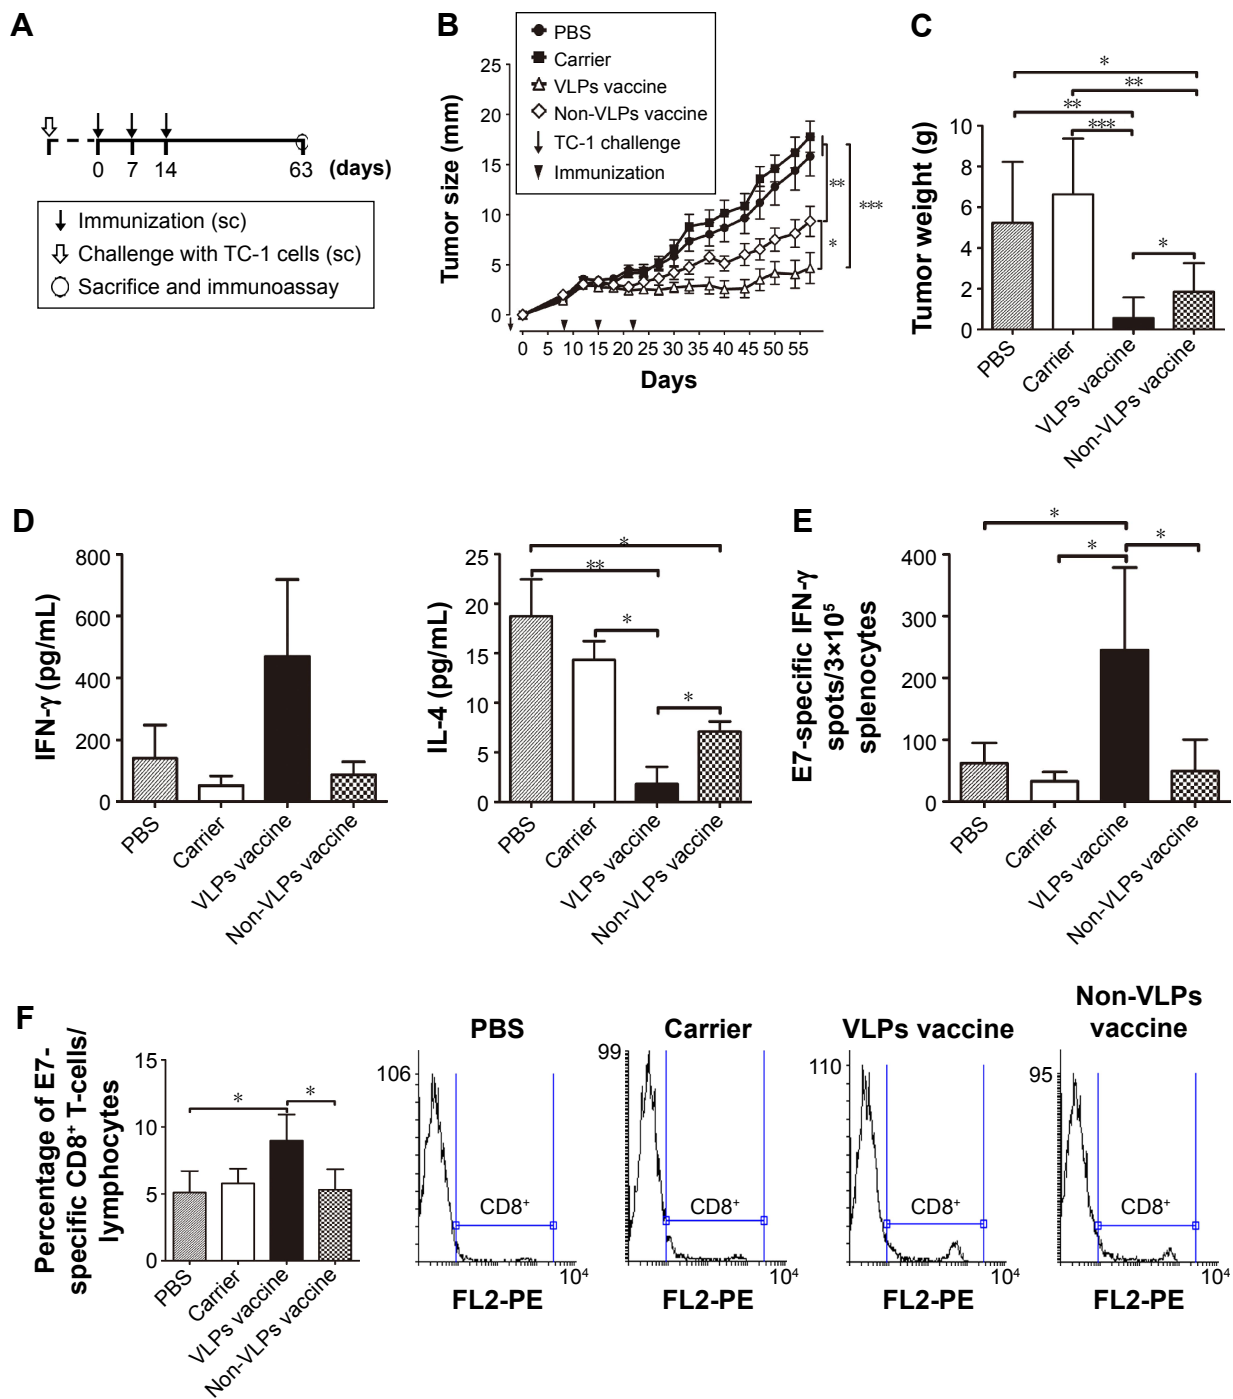 A
0 7 14 63 (days)
Immunization (sc)
Challenge with TC-1 cells (sc)
Sacrifice and immunoassay
B
PBS
Carrier
VLPs vaccine
Non-VLPs vaccine
TC-1 challenge
Immunization
Tumor size (mm)
25
20
15
10
5
0
0 5 10 15 20 25 30 35 40 45 50 55
Days
**
*
***
C
Tumor weight (g)
10
8
6
4
2
0
*
**
**
***
*
PBS
Carrier
VLPs vaccine
Non-VLPs vaccine
D
IFN-γ (pg/mL)
800
600
400
200
0
PBS
Carrier
VLPs vaccine
Non-VLPs vaccine
IL-4 (pg/mL)
25
20
15
10
5
0
*
**
*
*
PBS
Carrier
VLPs vaccine
Non-VLPs vaccine
E
E7-specific IFN-γ
spots/3×10⁵
splenocytes
400
300
200
100
0
*
*
*
PBS
Carrier
VLPs vaccine
Non-VLPs vaccine
F
Percentage of E7-
specific CD8⁺ T-cells/
lymphocytes
15
10
5
0
*
*
PBS
Carrier
VLPs vaccine
Non-VLPs vaccine
PBS
106
CD8⁺
10⁴
FL2-PE
Carrier
99
CD8⁺
10⁴
FL2-PE
VLPs vaccine
110
CD8⁺
10⁴
FL2-PE
Non-VLPs
vaccine
95
CD8⁺
10⁴
FL2-PE